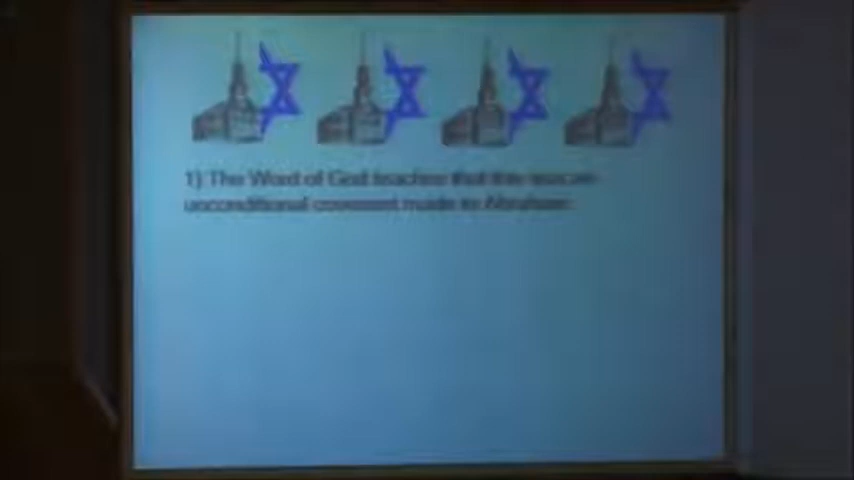 1) The Word of God teaches that
unconditional covenant made to Abraham.